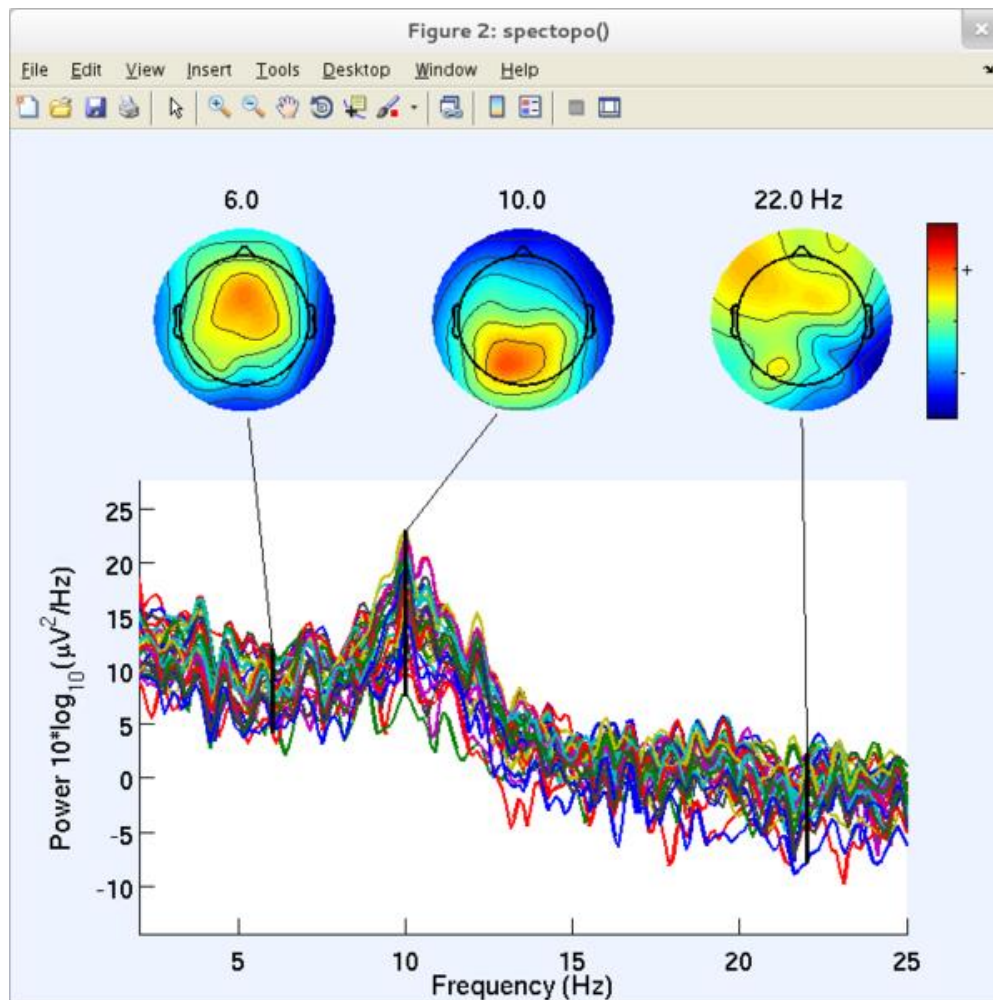 Figure 2: spectopo()
File Edit View Insert Tools Desktop Window Help
6.0 10.0 22.0 Hz
+
-
Power 10*log₁₀(μV²/Hz)
25
20
15
10
5
0
-5
-10
5 10 15 20 25
Frequency (Hz)